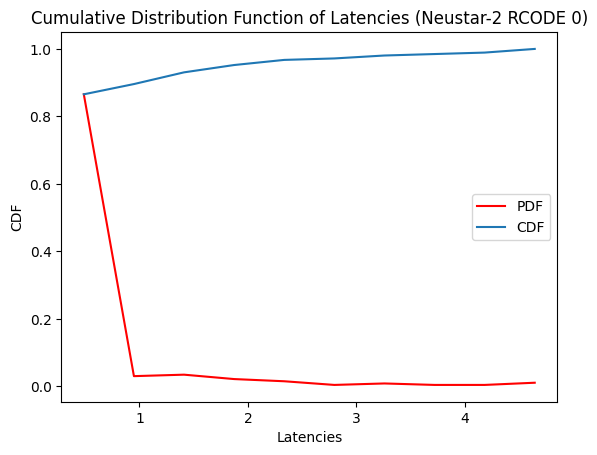 Cumulative Distribution Function of Latencies (Neustar-2 RCODE 0)
1.0
0.8
0.6
0.4
0.2
0.0
CDF
PDF
CDF
1 2 3 4
Latencies